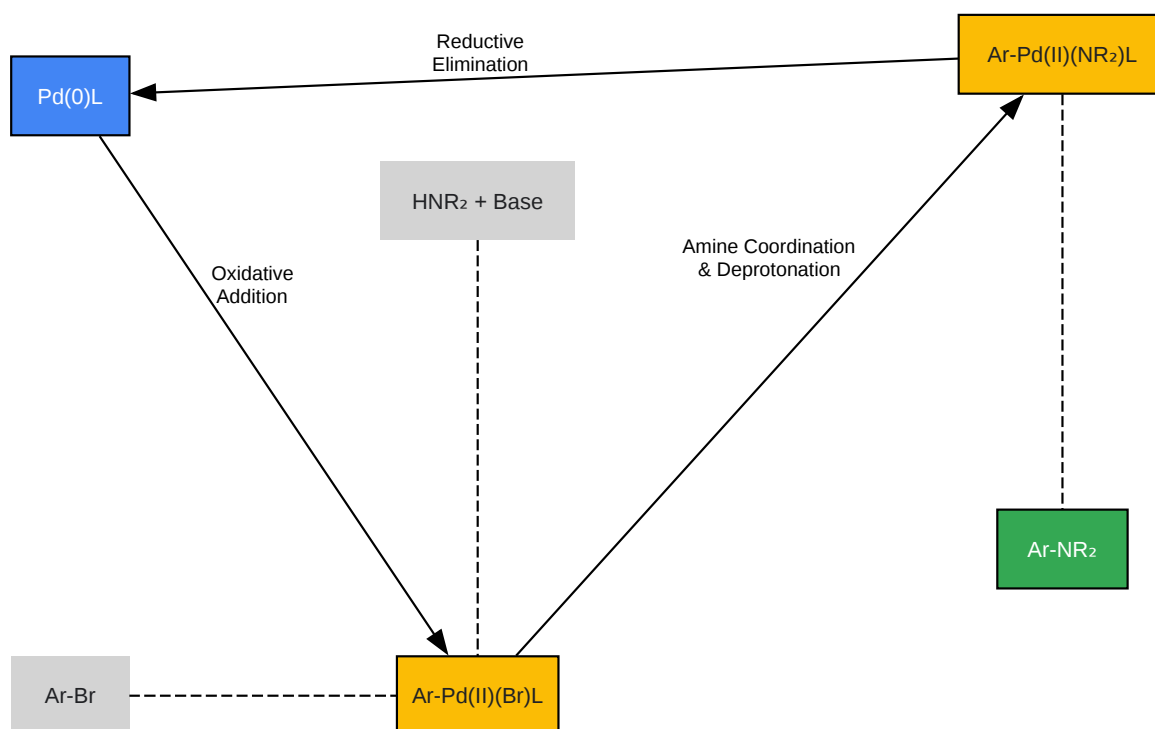 Reductive
Elimination
Ar-Pd(II)(NR₂)L
Pd(0)L
HNR₂ + Base
Amine Coordination
& Deprotonation
Oxidative
Addition
Ar-NR₂
Ar-Br
Ar-Pd(II)(Br)L